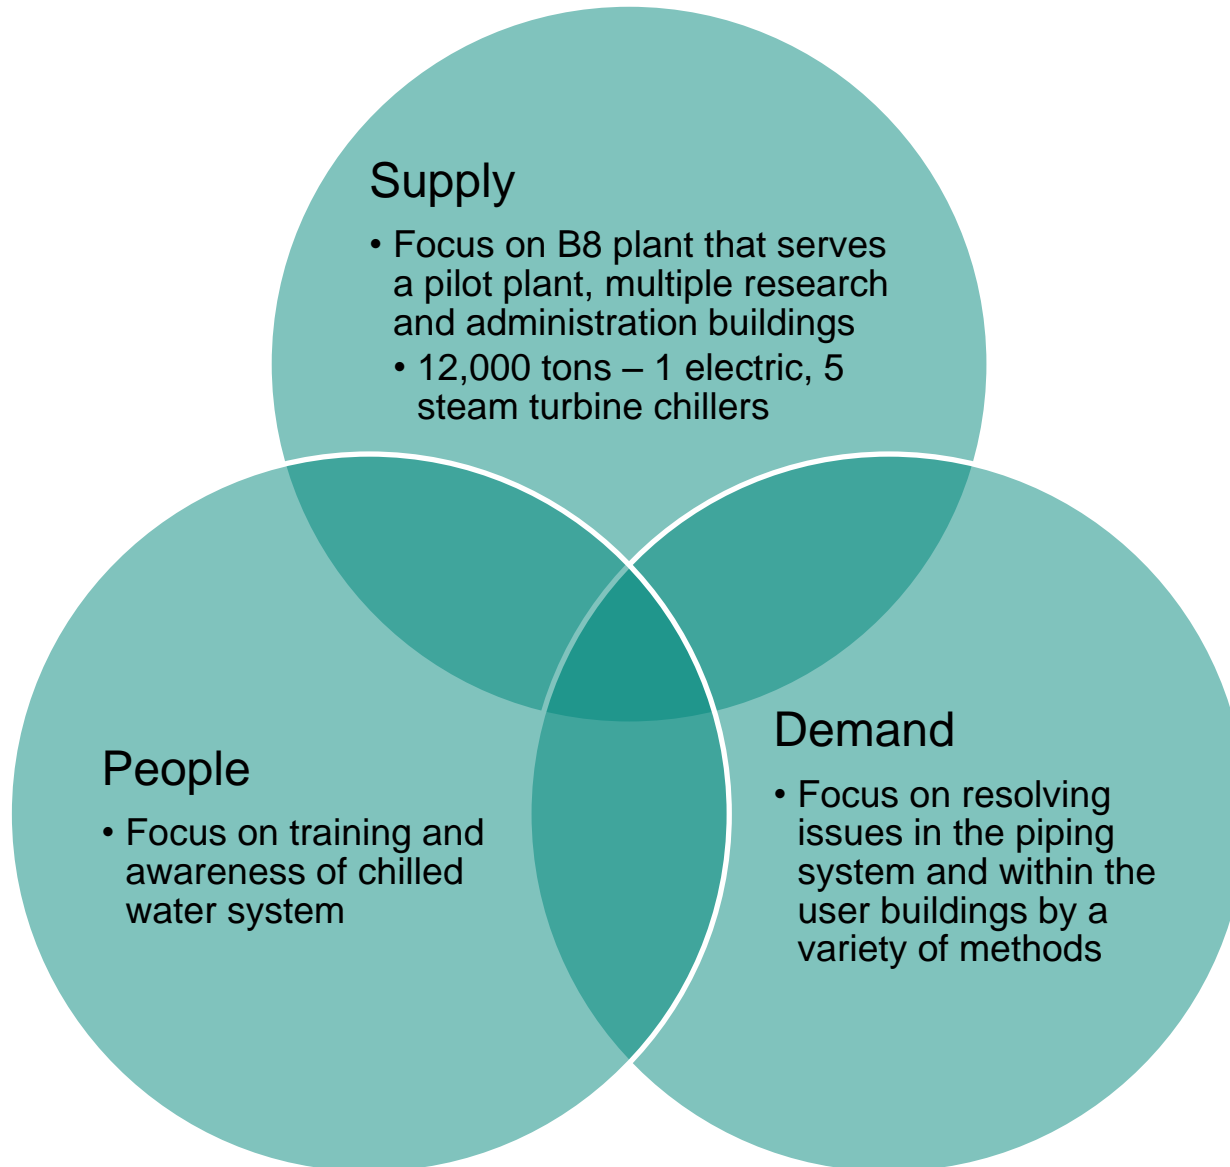 Supply
• Focus on B8 plant that serves
a pilot plant, multiple research
and administration buildings
• 12,000 tons – 1 electric, 5
steam turbine chillers
People
• Focus on training and
awareness of chilled
water system
Demand
• Focus on resolving
issues in the piping
system and within the
user buildings by a
variety of methods